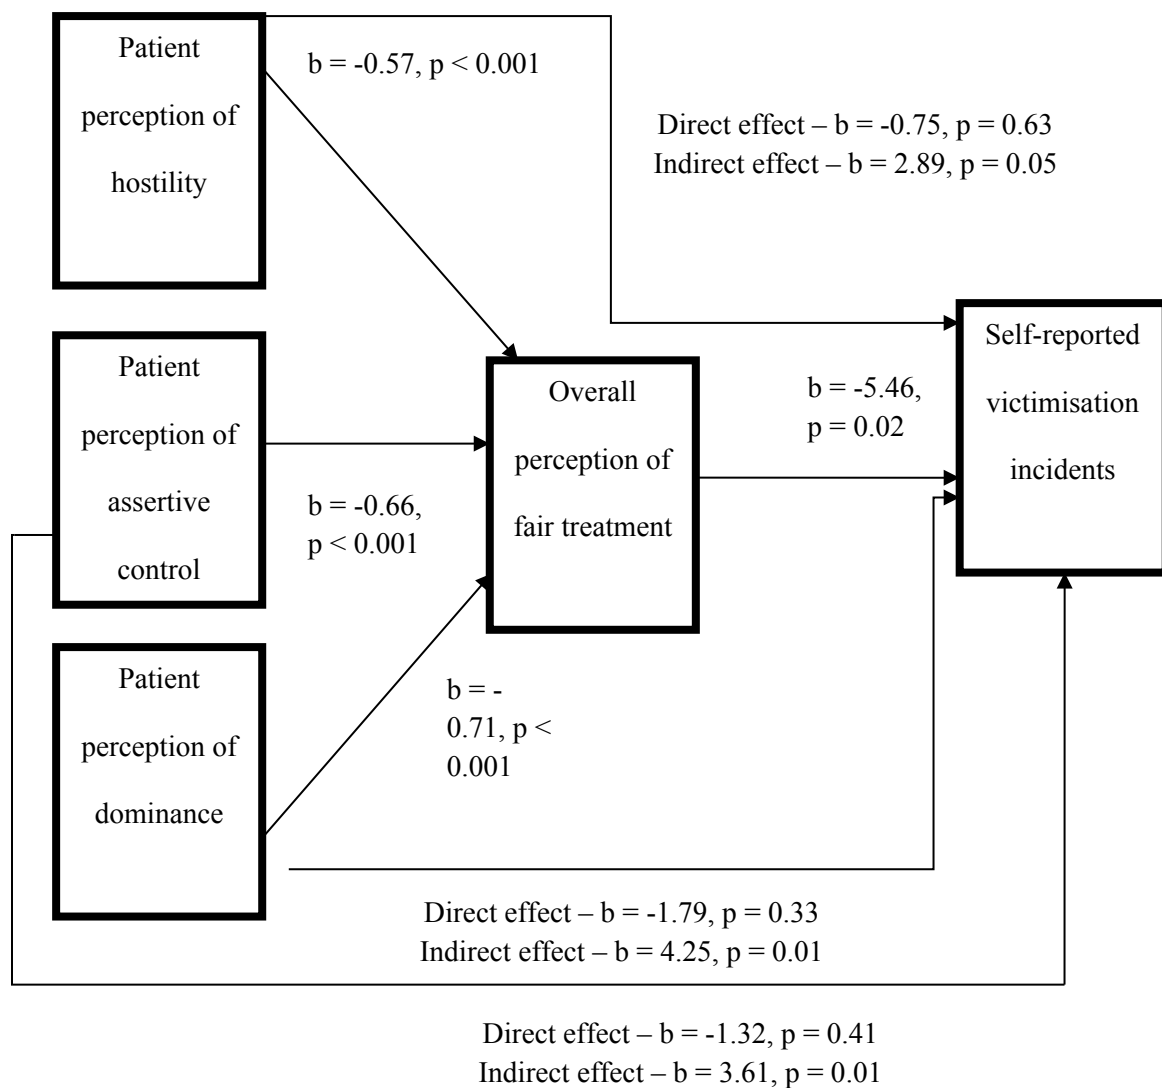 Patient
perception of
hostility
b = -0.57, p < 0.001
Direct effect – b = -0.75, p = 0.63
Indirect effect – b = 2.89, p = 0.05
Patient
perception of
assertive
control
b = -0.66,
p < 0.001
Overall
perception of
fair treatment
b = -5.46,
p = 0.02
Self-reported
victimisation
incidents
Patient
perception of
dominance
b = -
0.71, p <
0.001
Direct effect – b = -1.79, p = 0.33
Indirect effect – b = 4.25, p = 0.01
Direct effect – b = -1.32, p = 0.41
Indirect effect – b = 3.61, p = 0.01